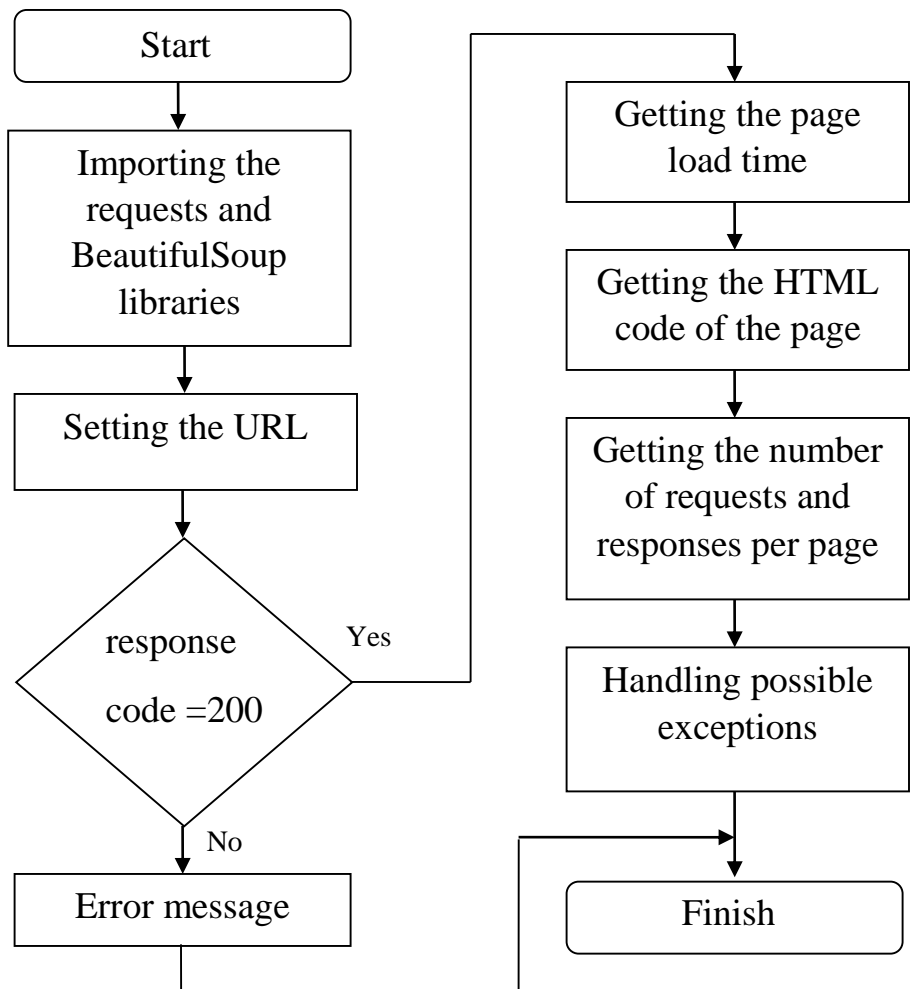 Start
Importing the
requests and
BeautifulSoup
libraries
Setting the URL
response
code =200
Yes
No
Error message
Getting the page
load time
Getting the HTML
code of the page
Getting the number
of requests and
responses per page
Handling possible
exceptions
Finish